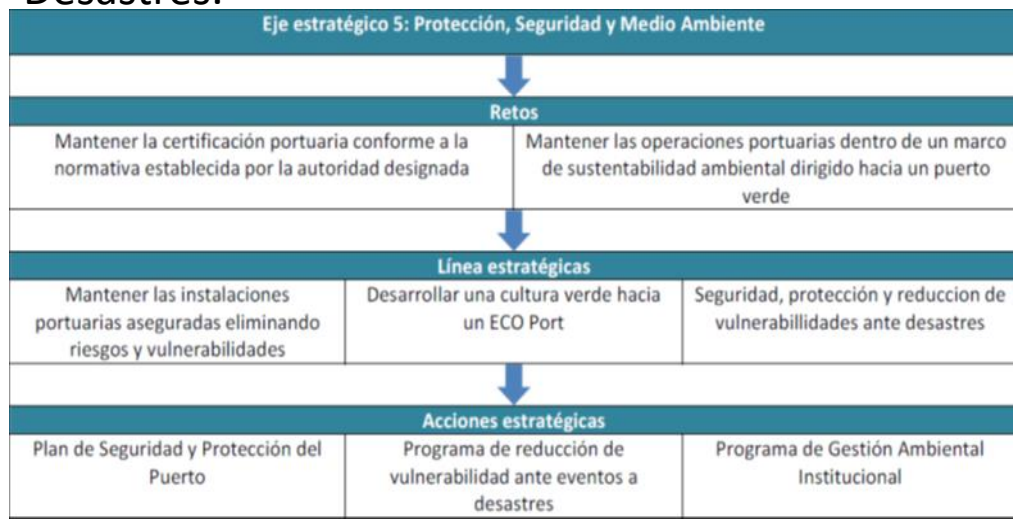 Desastres.
Eje estratégico 5: Protección, Seguridad y Medio Ambiente
Retos
Mantener la certificación portuaria conforme a la
normativa establecida por la autoridad designada
Mantener las operaciones portuarias dentro de un marco
de sustentabilidad ambiental dirigido hacia un puerto
verde
Línea estratégicas
Mantener las instalaciones
portuarias aseguradas eliminando
riesgos y vulnerabilidades
Desarrollar una cultura verde hacia
un ECO Port
Seguridad, protección y reduccion de
vulnerabillidades ante desastres
Acciones estratégicas
Plan de Seguridad y Protección del
Puerto
Programa de reducción de
vulnerabilidad ante eventos a
desastres
Programa de Gestión Ambiental
Institucional